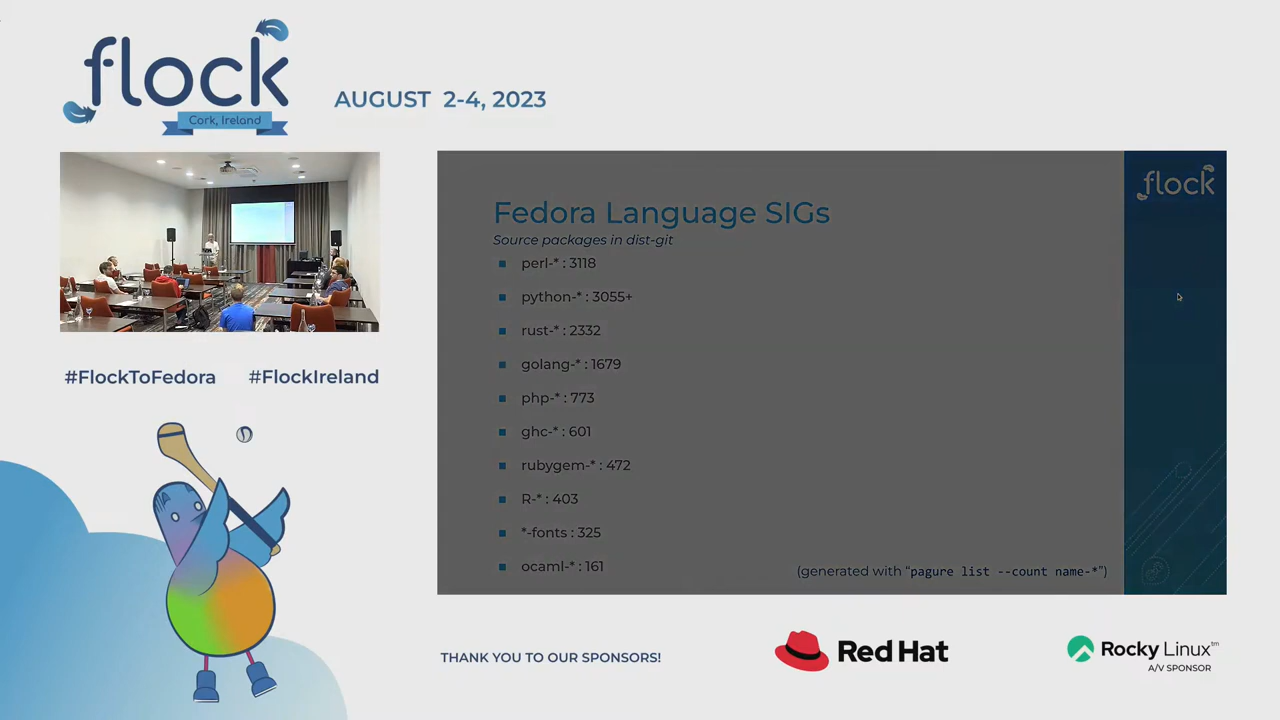 flock
Cork, Ireland
AUGUST 2-4, 2023
flock
Fedora Language SIGs
Source packages in dist-git
perl-* : 3118
python-* : 3055+
rust-* : 2332
golang-* : 1679
php-* : 773
ghc-* : 601
rubygem-* : 472
R-* : 403
*-fonts : 325
ocaml-* : 161
(generated with “pagure list --count name-*”)
#FlockToFedora #FlockIreland
THANK YOU TO OUR SPONSORS!
Red Hat
Rocky Linux™
A/V SPONSOR